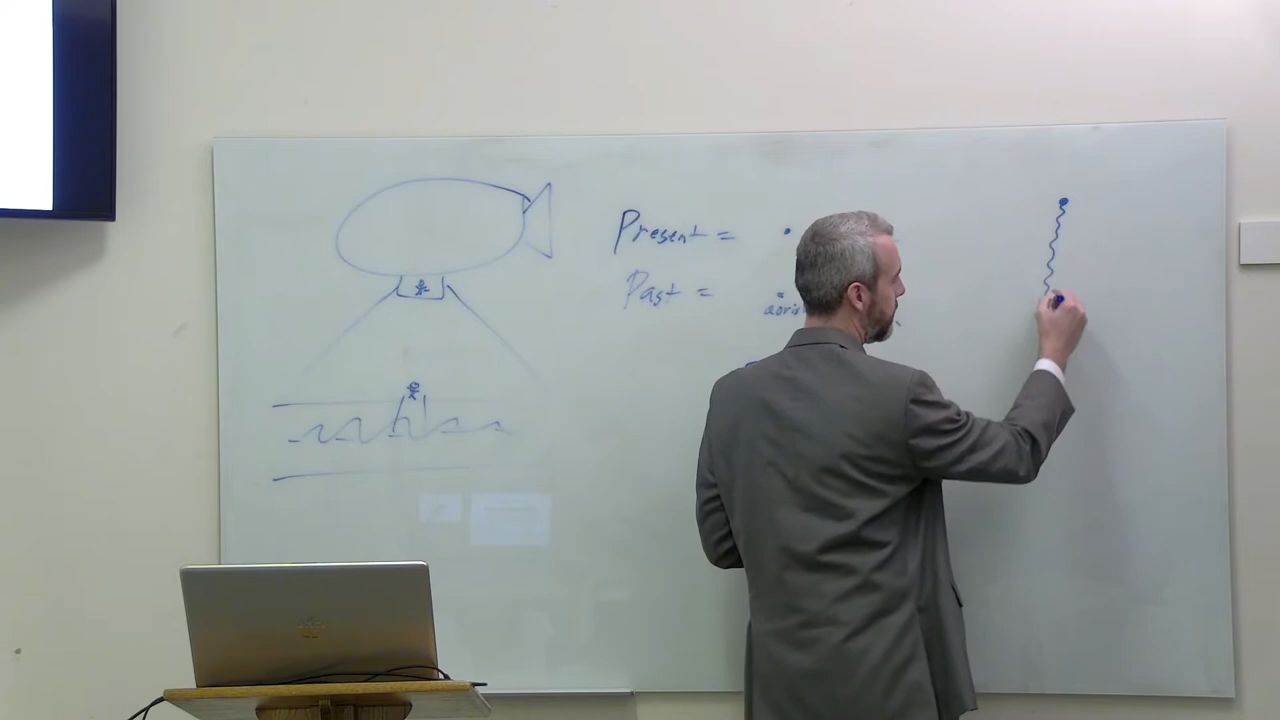 Present = .
Past = .